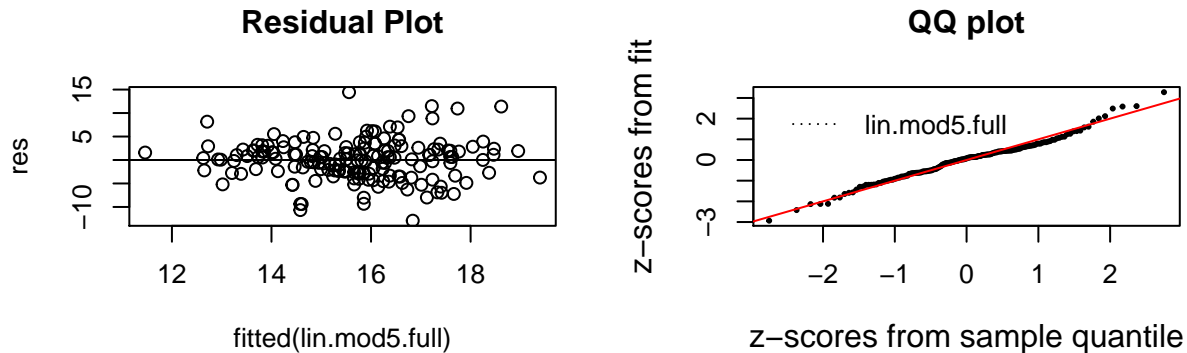 Residual Plot
res
15
5
−10
12
14
16
18
fitted(lin.mod5.full)
QQ plot
z−scores from fit
2
0
−3
lin.mod5.full
−2
−1
0
1
2
z−scores from sample quantile